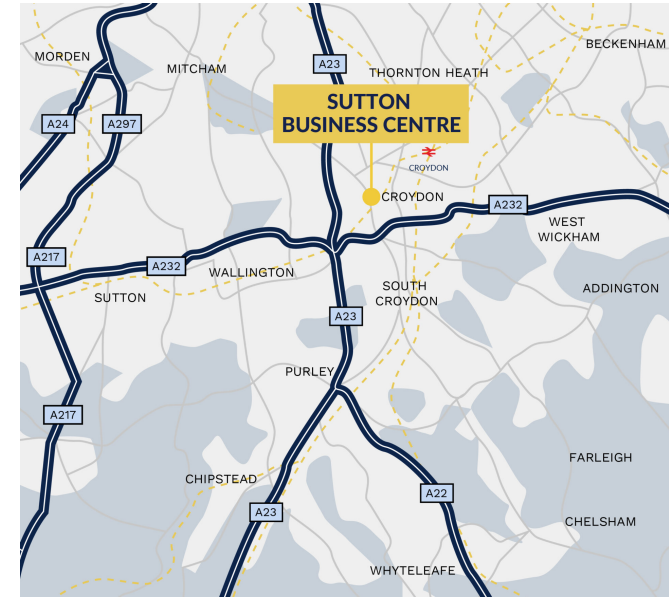 MORDEN
MITCHAM
A23
THORNTON HEATH
BECKENHAM
SUTTON
BUSINESS CENTRE
A24
A297
CROYDON
CROYDON
A232
WEST
WICKHAM
A217
A232
WALLINGTON
SUTTON
SOUTH
CROYDON
ADDINGTON
A23
PURLEY
A217
CHIPSTEAD
FARLEIGH
A22
A23
CHELSHAM
WHYTELEAFE